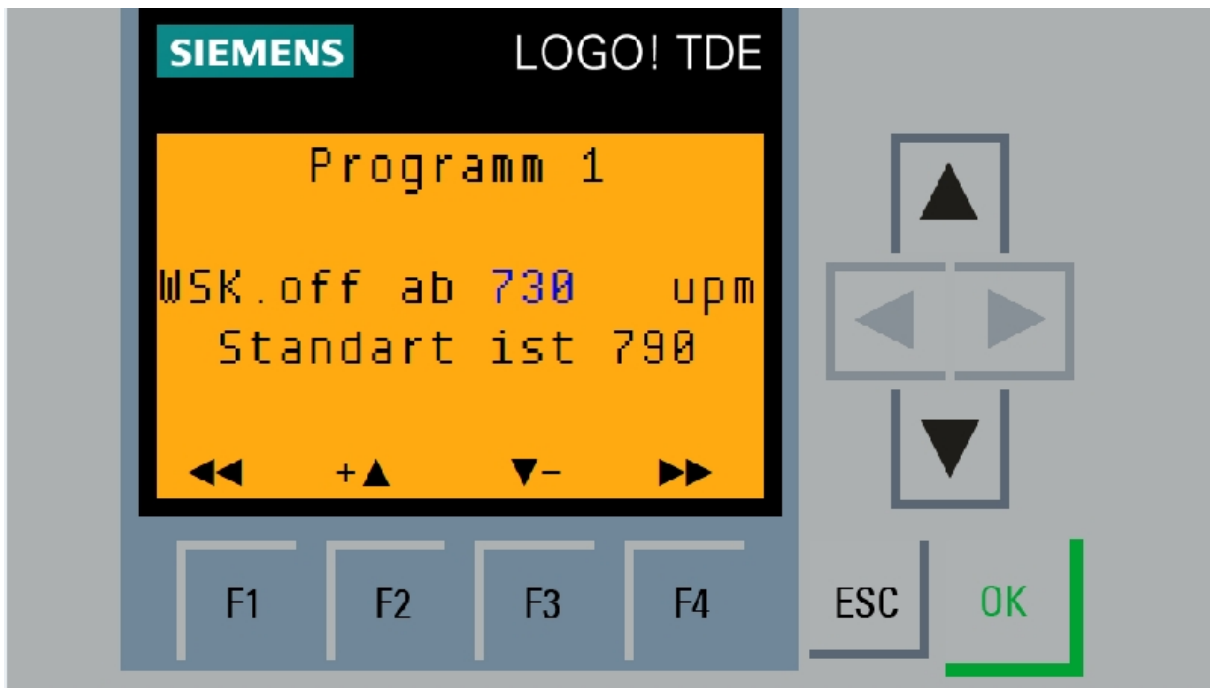 SIEMENS LOGO! TDE
Programm 1
WSK.off ab 730 upm
Standart ist 790
◀◀ +▲ ▼- ▶▶
F1 F2 F3 F4 ESC OK